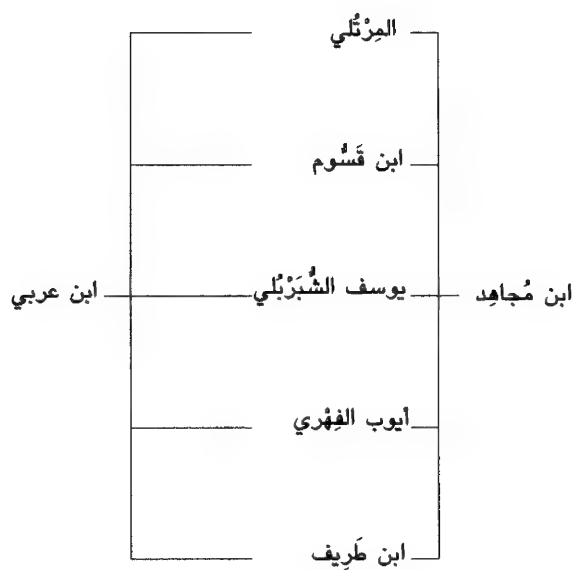 المِرْتُلي
ابن قَسُّوم
ابن مُجاهِد يوسف الشُّبَرْبُلي ابن عربي
أيوب الفِهْري
ابن طَرِيف